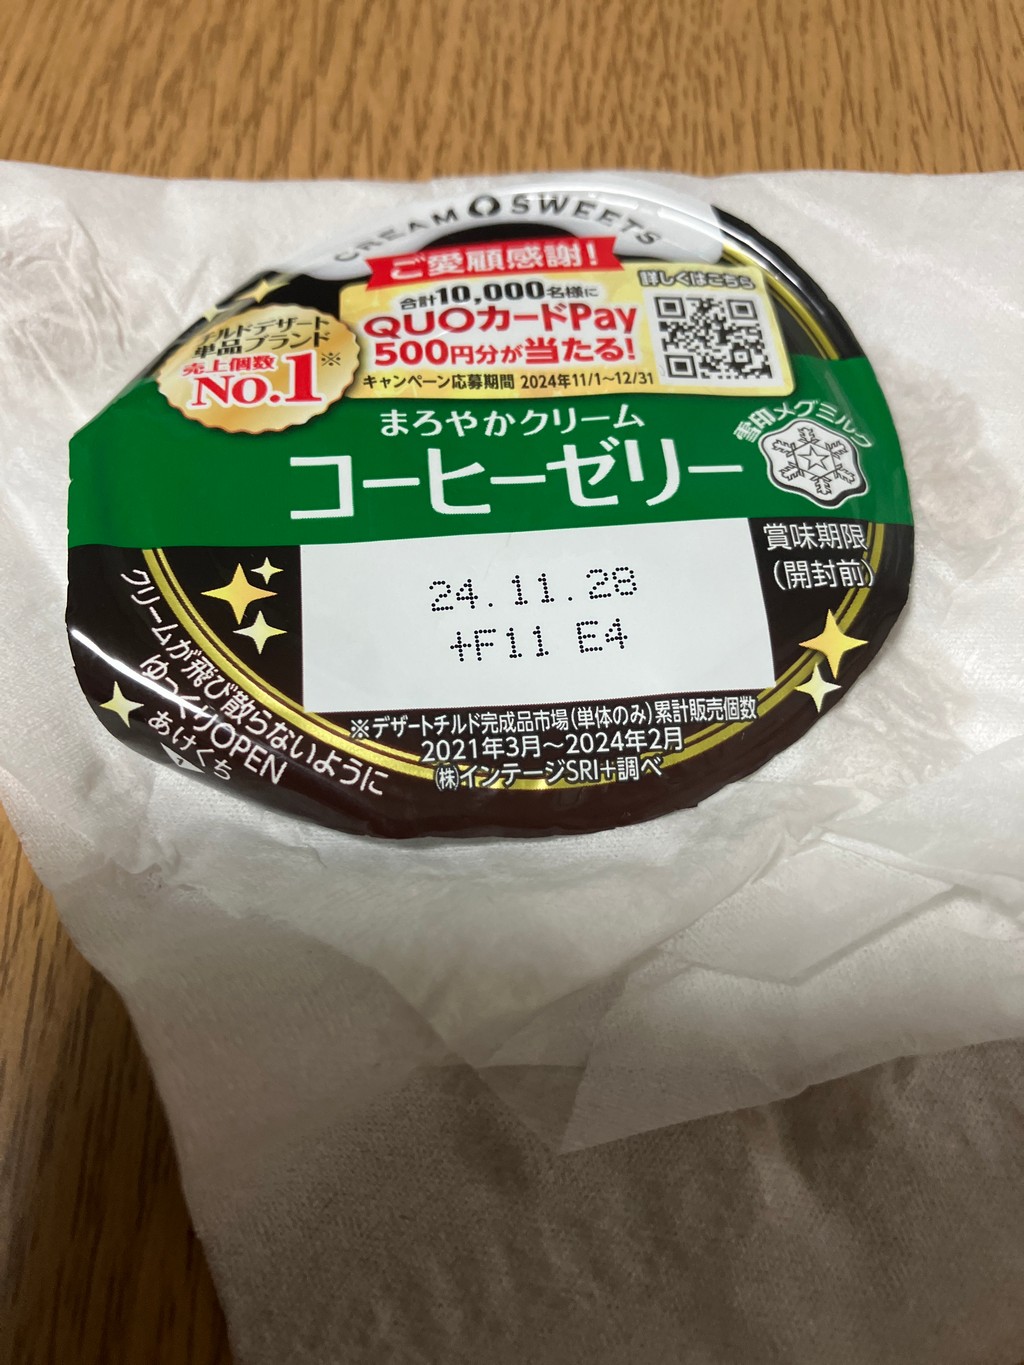 CREAM SWEETS
ご愛顧感謝!
合計10,000名様に
QUOカードPay
500円分が当たる!
キャンペーン応募期間 2024年11/1〜12/31
詳しくはこちら
チルドデザート
単品ブランド
売上個数
No.1※
まろやかクリーム
コーヒーゼリー
雪印メグミルク
賞味期限
(開封前)
24.11.28
+F11 E4
クリームが飛び散らないように
ゆっくりOPEN
あけくち
※デザートチルド完成品市場(単体のみ)累計販売個数
2021年3月〜2024年2月
㈱インテージSRI+調べ